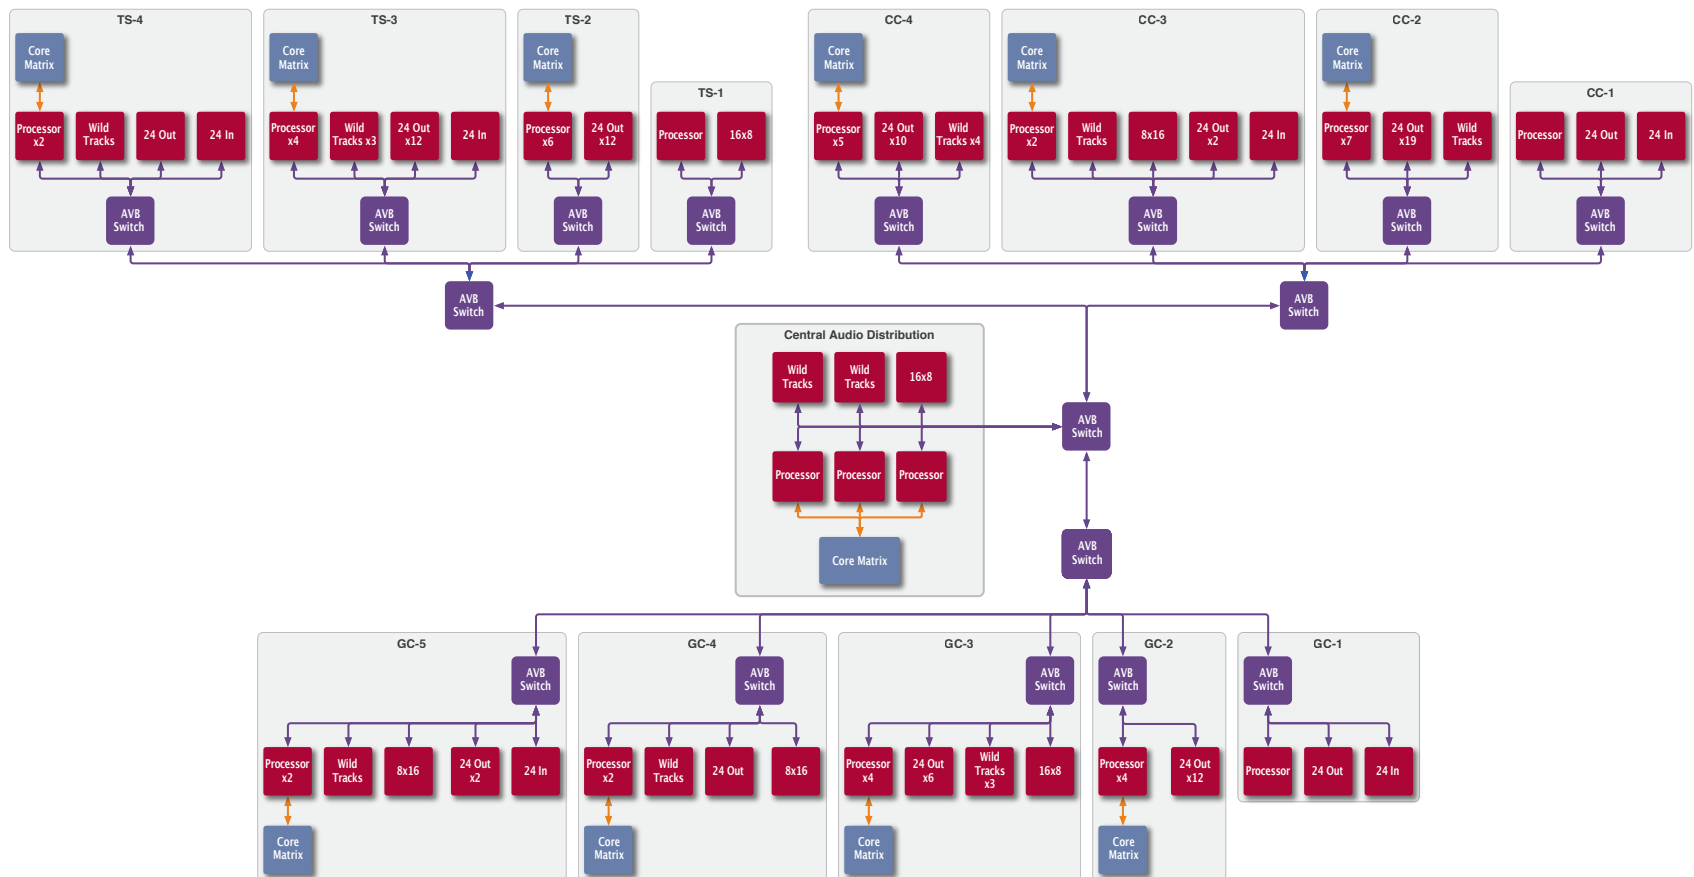 TS-4
TS-3
TS-2
CC-4
CC-3
CC-2
Core
Matrix
Core
Matrix
Core
Matrix
Core
Matrix
Core
Matrix
Core
Matrix
TS-1
CC-1
Processor
x2
Wild
Tracks
24 Out
24 In
Processor
x4
Wild
Tracks x3
24 Out
x12
24 In
Processor
x6
24 Out
x12
Processor
16x8
Processor
x5
24 Out
x10
Wild
Tracks x4
Processor
x2
Wild
Tracks
8x16
24 Out
x2
24 In
Processor
x7
24 Out
x19
Wild
Tracks
Processor
24 Out
24 In
AVB
Switch
AVB
Switch
AVB
Switch
AVB
Switch
AVB
Switch
AVB
Switch
AVB
Switch
AVB
Switch
AVB
Switch
AVB
Switch
Central Audio Distribution
Wild
Tracks
Wild
Tracks
16x8
AVB
Switch
Processor
Processor
Processor
Core Matrix
AVB
Switch
GC-5
GC-4
GC-3
GC-2
GC-1
AVB
Switch
AVB
Switch
AVB
Switch
AVB
Switch
AVB
Switch
Processor
x2
Wild
Tracks
8x16
24 Out
x2
24 In
Processor
x2
Wild
Tracks
24 Out
8x16
Processor
x4
24 Out
x6
Wild
Tracks
x3
16x8
Processor
x4
24 Out
x12
Processor
24 Out
24 In
Core
Matrix
Core
Matrix
Core
Matrix
Core
Matrix